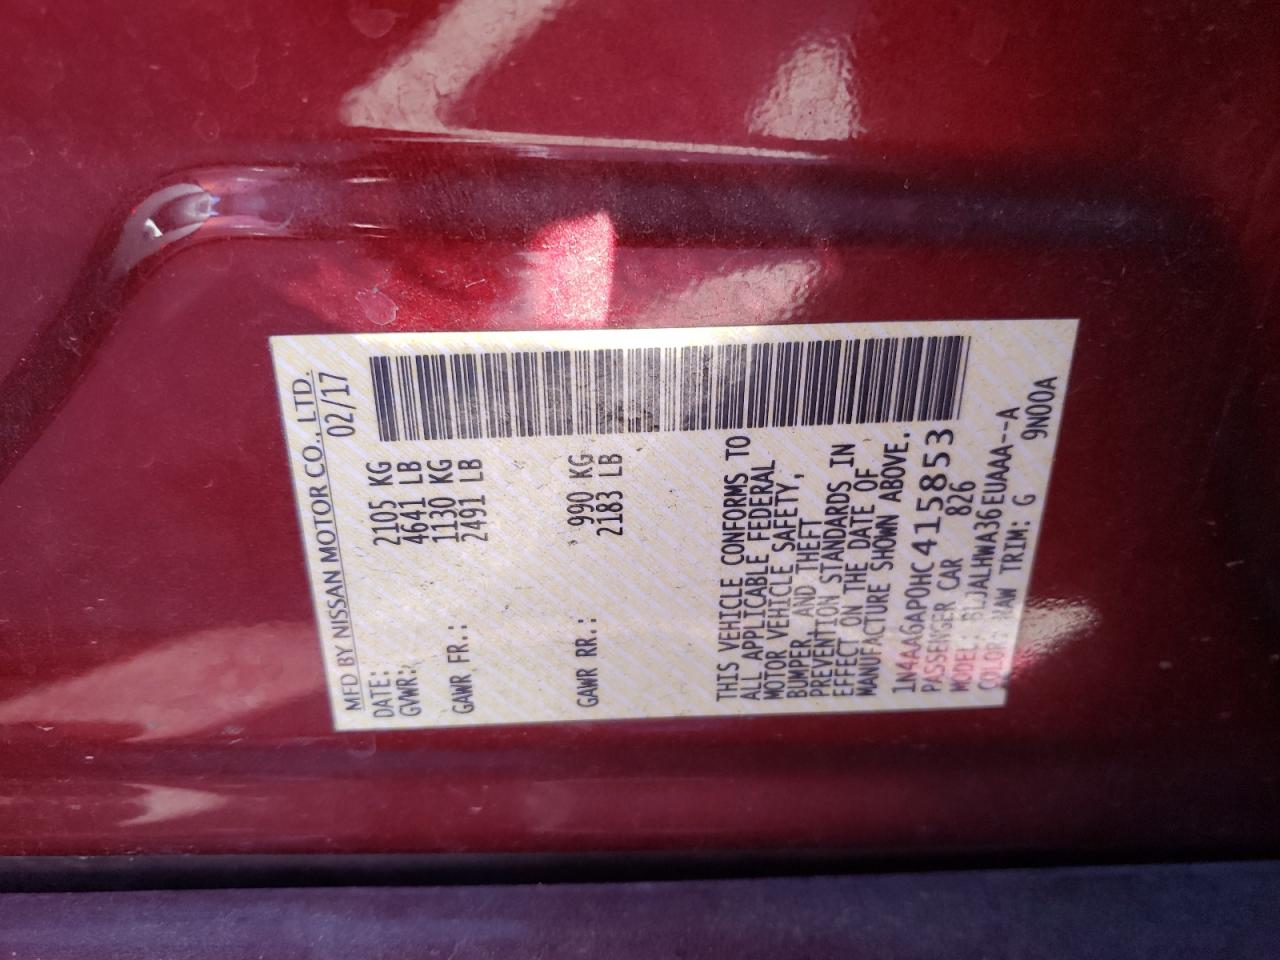 MFD BY NISSAN MOTOR CO., LTD.
DATE: 02/17
GVWR: 2105 KG
4641 LB
GAWR FR.: 1130 KG
2491 LB
GAWR RR.: 990 KG
2183 LB
THIS VEHICLE CONFORMS TO
ALL APPLICABLE FEDERAL
MOTOR VEHICLE SAFETY,
BUMPER, AND THEFT
PREVENTION STANDARDS IN
EFFECT ON THE DATE OF
MANUFACTURE SHOWN ABOVE.
1N4AA6AP0HC415853
PASSENGER CAR 826
MODEL: BLJALHWA36EUAAA--A
COLOR: NAW TRIM: G 9N00A